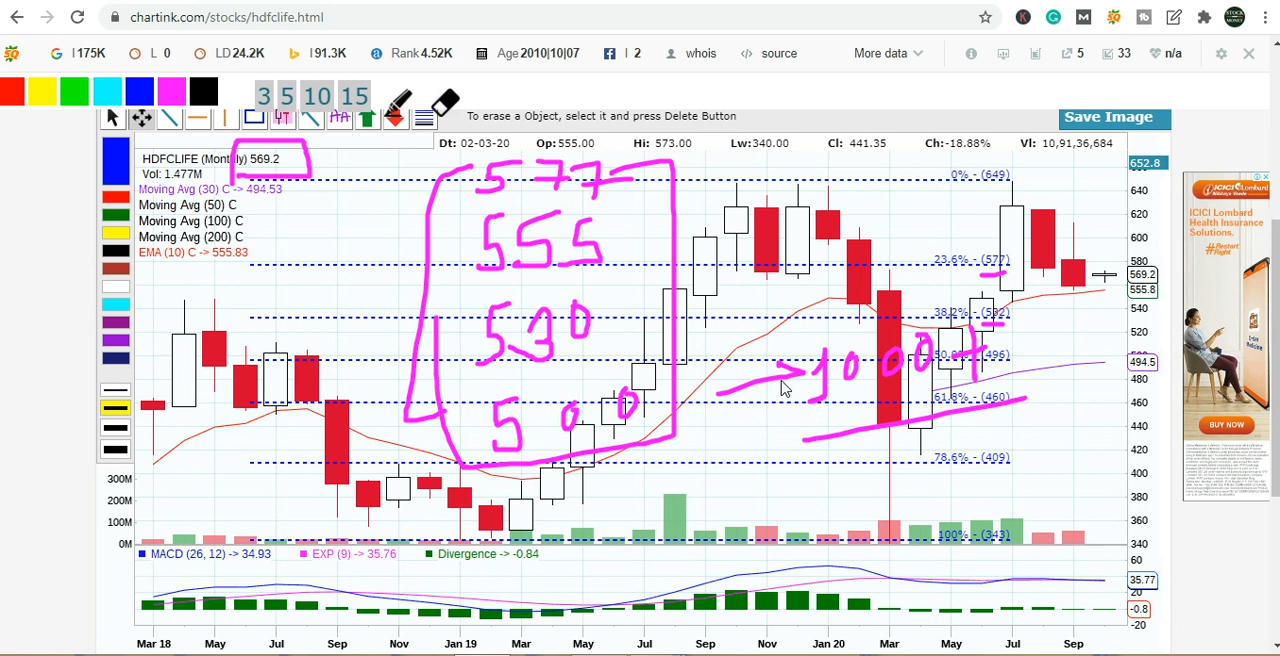 chartink.com/stocks/hdfclife.html
I 175K L 0 LD 24.2K I 91.3K Rank 4.52K Age 2010|10|07 I 2 whois source More data 5 33 n/a
3 5 10 15
To erase a Object, select it and press Delete Button
Save Image
HDFCLIFE (Monthly) 569.2
Dt: 02-03-20 Op: 555.00 Hi: 573.00 Lw: 340.00 Cl: 441.35 Ch: -18.88% Vl: 10,91,36,684
Vol: 1.477M
Moving Avg (30) C -> 494.53
Moving Avg (50) C
Moving Avg (100) C
Moving Avg (200) C
EMA (10) C -> 555.83
577
555
530
500
1000+
0% - (649)
23.6% - (577)
38.2% - (532)
50.0% - (496)
61.8% - (460)
78.6% - (409)
100% - (343)
652.8
640
620
600
580
569.2
555.8
540
520
494.5
480
460
440
420
400
380
360
340
300M
200M
100M
0M
MACD (26, 12) -> 34.93 EXP (9) -> 35.76 Divergence -> -0.84
60
35.77
20
-0.8
-20
Mar 18 May Jul Sep Nov Jan 19 Mar May Jul Sep Nov Jan 20 Mar May Jul Sep
ICICI Lombard
ICICI Lombard
Health Insurance
Solutions.
#Restart
Right
BUY NOW